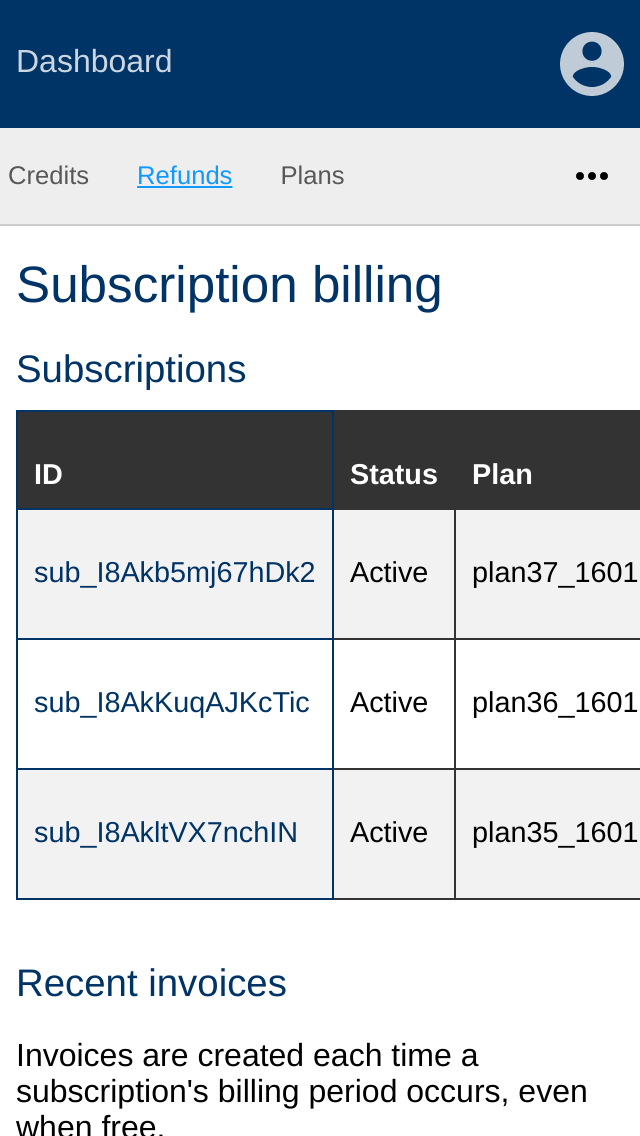 Dashboard
Credits Refunds Plans
Subscription billing
Subscriptions
ID Status Plan
sub_I8Akb5mj67hDk2 Active plan37_1601
sub_I8AkKuqAJKcTic Active plan36_1601
sub_I8AkltVX7nchIN Active plan35_1601
Recent invoices
Invoices are created each time a
subscription's billing period occurs, even
when free.